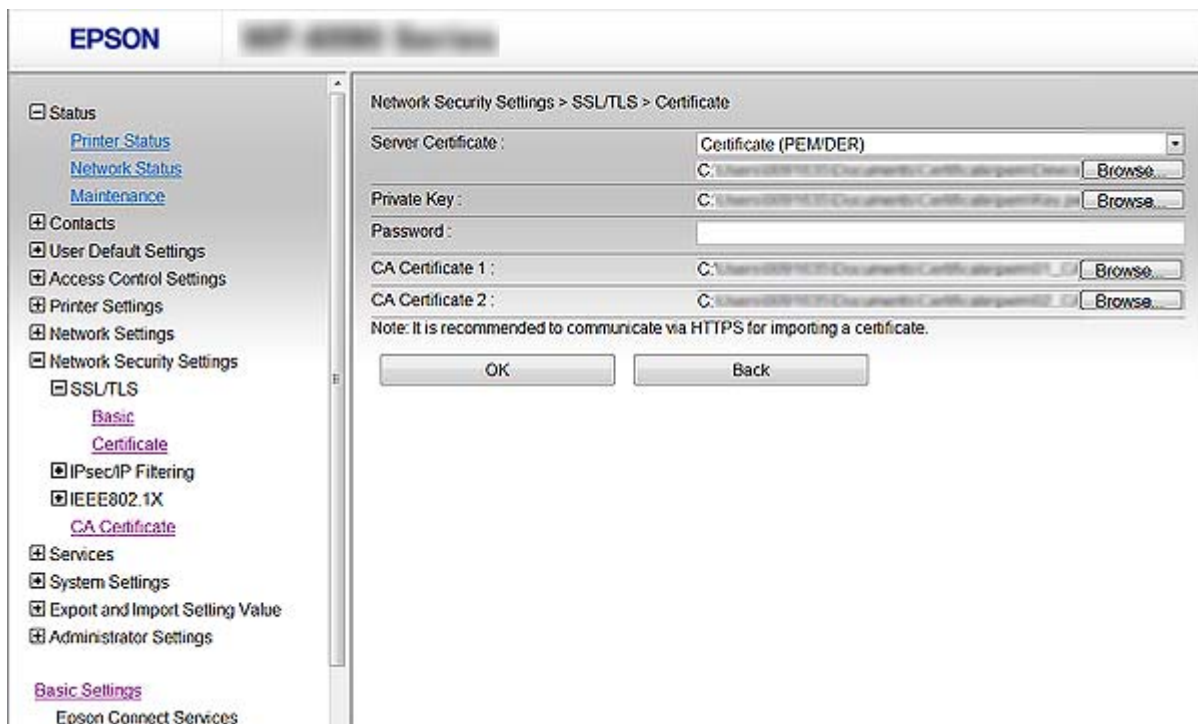 EPSON
Status
Printer Status
Network Status
Maintenance
Contacts
User Default Settings
Access Control Settings
Printer Settings
Network Settings
Network Security Settings
SSL/TLS
Basic
Certificate
IPsec/IP Filtering
IEEE802.1X
CA Certificate
Services
System Settings
Export and Import Setting Value
Administrator Settings
Basic Settings
Epson Connect Services
Network Security Settings > SSL/TLS > Certificate
Server Certificate : Certificate (PEM/DER)
C: Browse...
Private Key : C: Browse...
Password :
CA Certificate 1 : C:\ Browse...
CA Certificate 2 : C: Browse...
Note: It is recommended to communicate via HTTPS for importing a certificate.
OK Back